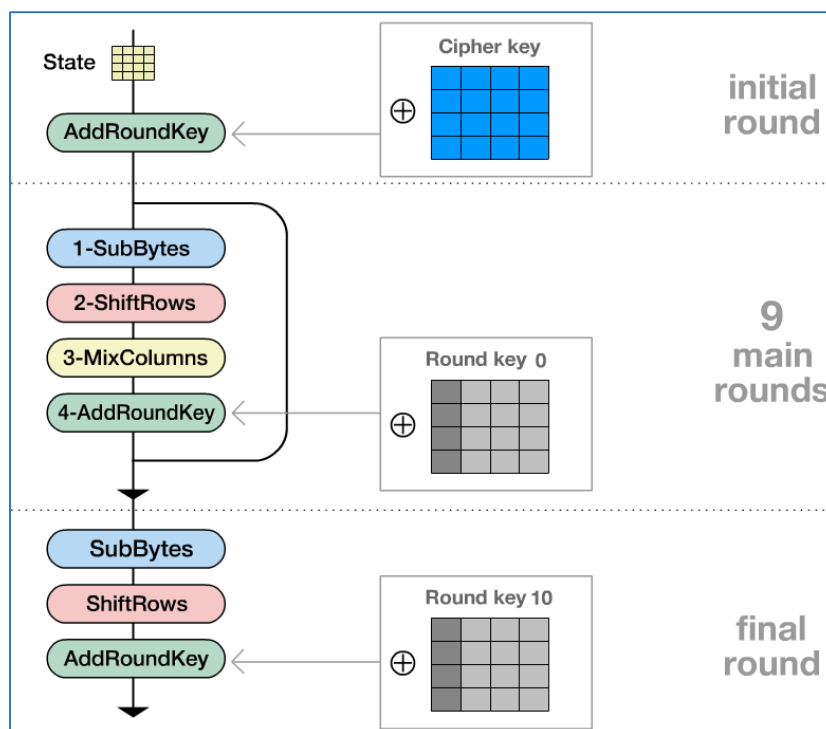 State
Cipher key
AddRoundKey
initial
round
1-SubBytes
2-ShiftRows
3-MixColumns
4-AddRoundKey
Round key 0
9
main
rounds
SubBytes
ShiftRows
AddRoundKey
Round key 10
final
round